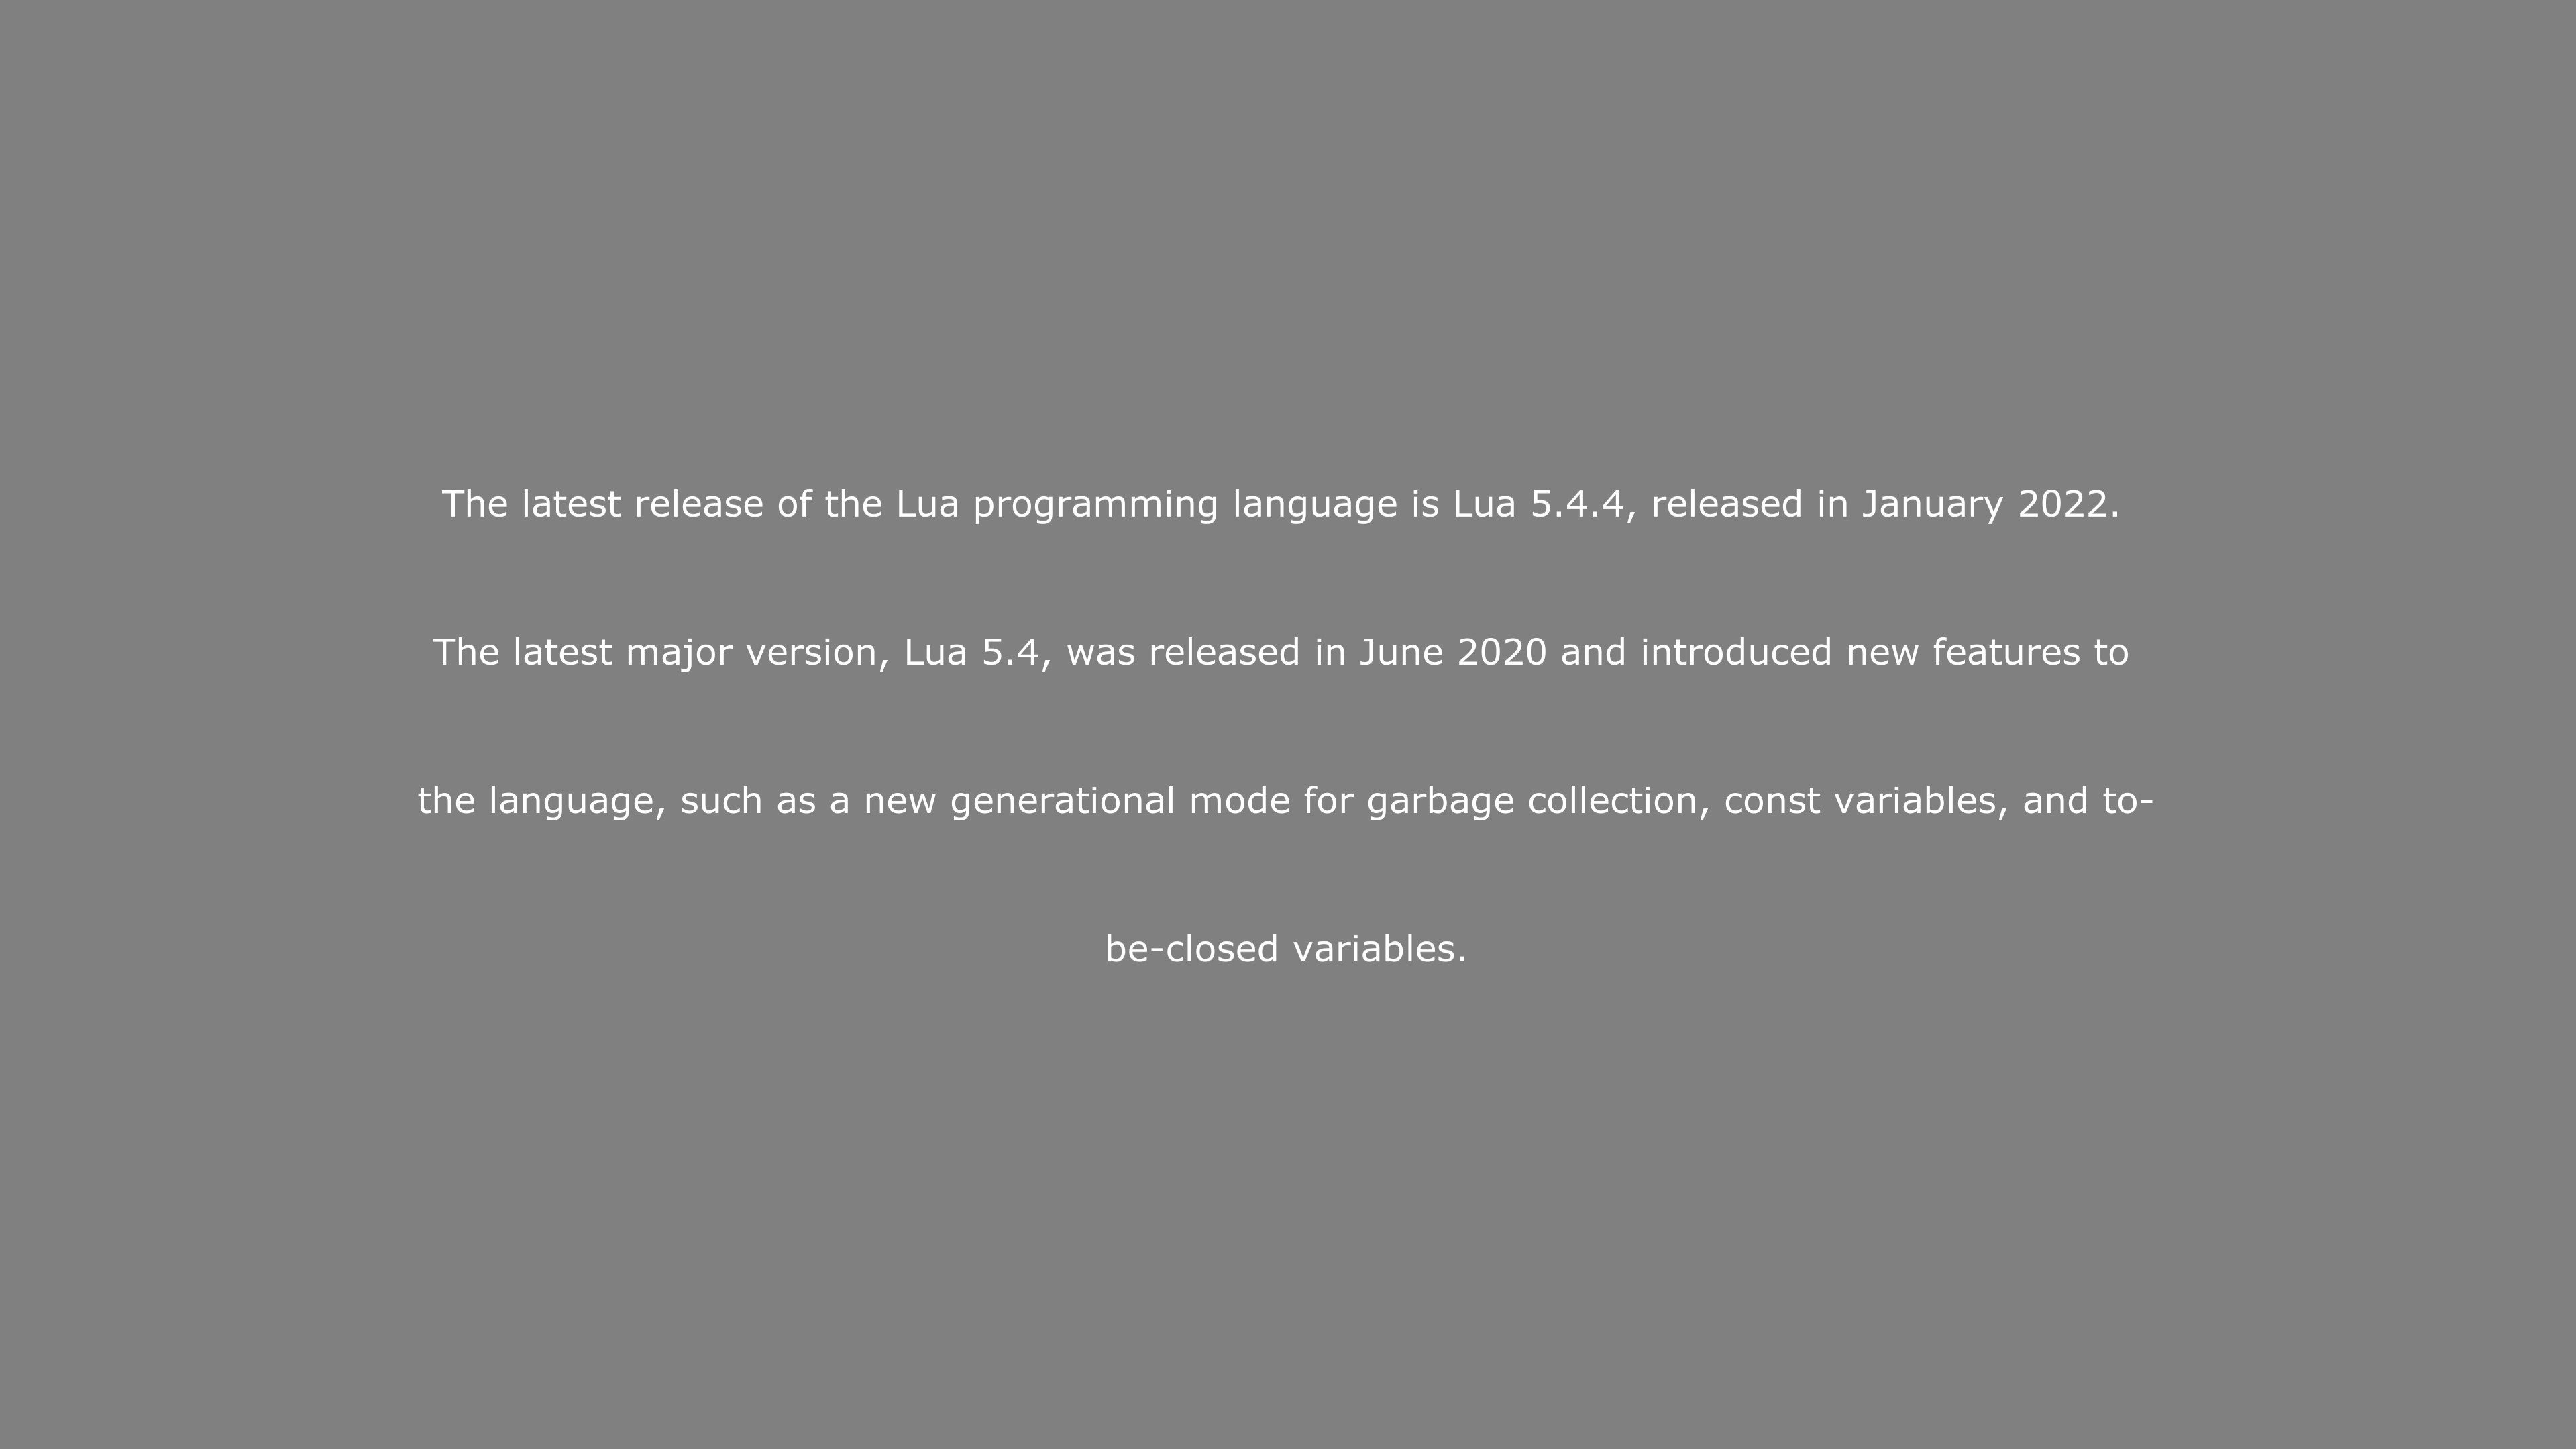 The latest release of the Lua programming language is Lua 5.4.4, released in January 2022.
The latest major version, Lua 5.4, was released in June 2020 and introduced new features to
the language, such as a new generational mode for garbage collection, const variables, and to-
be-closed variables.